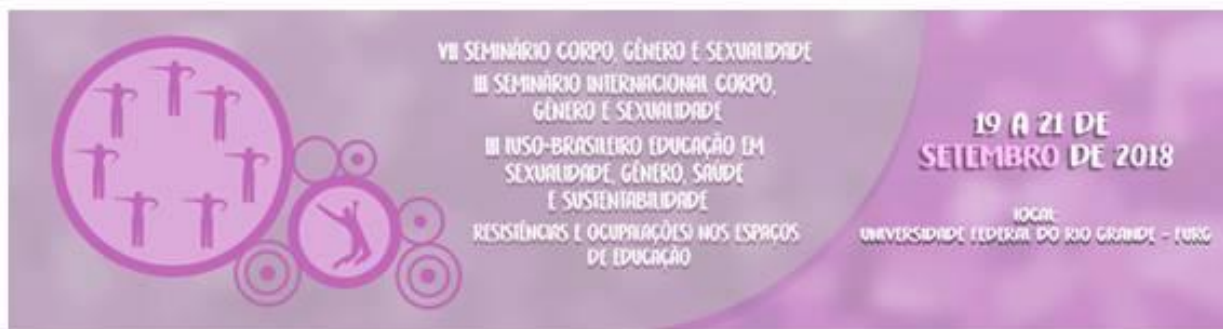 VII SEMINÁRIO CORPO, GÊNERO E SEXUALIDADE
III SEMINÁRIO INTERNACIONAL CORPO,
GÊNERO E SEXUALIDADE
III LUSO-BRASILEIRO EDUCAÇÃO EM
SEXUALIDADE, GÊNERO, SAÚDE
E SUSTENTABILIDADE
RESISTÊNCIAS E OCUPA(AÇÕES) NOS ESPAÇOS
DE EDUCAÇÃO
19 A 21 DE
SETEMBRO DE 2018
LOCAL:
UNIVERSIDADE FEDERAL DO RIO GRANDE - FURG